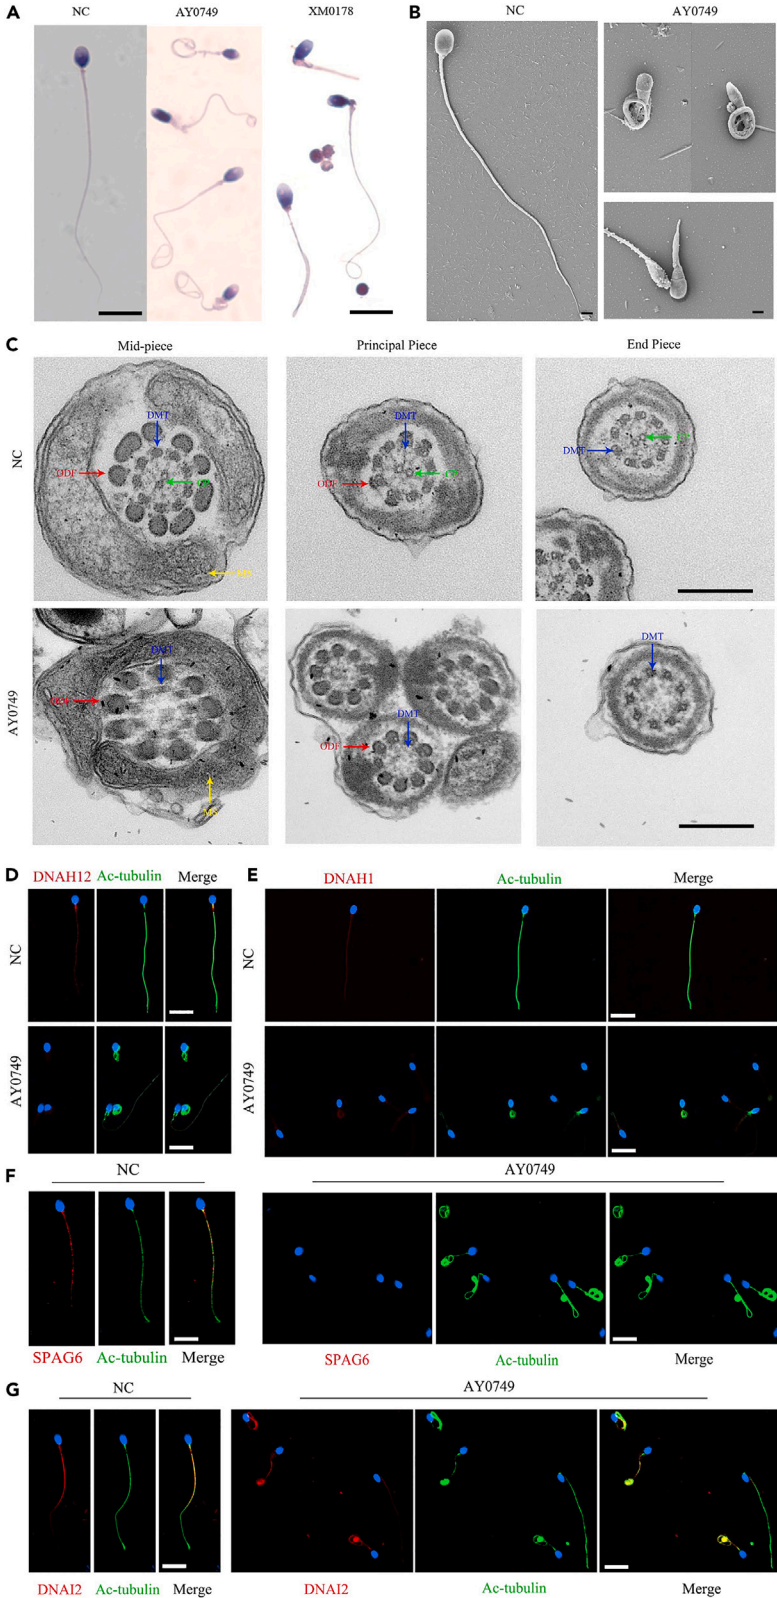 A NC AY0749 XM0178 B NC AY0749
C Mid-piece Principal Piece End Piece
NC
DMT
ODF
CP
DMT
ODF
CP
DMT
CP
AY0749
DMT
ODF
MS
DMT
ODF
DMT
D DNAH12 Ac-tubulin Merge E DNAH1 Ac-tubulin Merge
NC NC
AY0749 AY0749
F NC AY0749
SPAG6 Ac-tubulin Merge SPAG6 Ac-tubulin Merge
G NC AY0749
DNAI2 Ac-tubulin Merge DNAI2 Ac-tubulin Merge